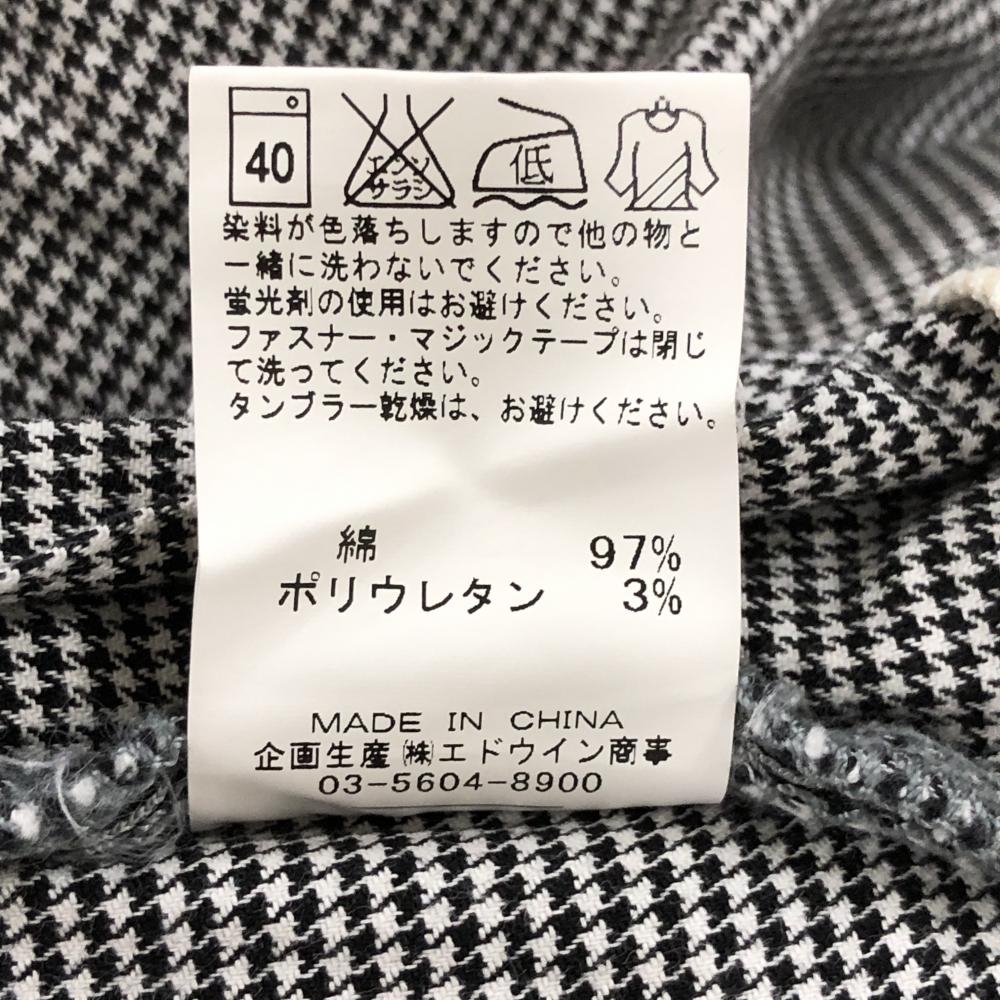 40
エンソ
サラシ
低
染料が色落ちしますので他の物と
一緒に洗わないでください。
蛍光剤の使用はお避けください。
ファスナー・マジックテープは閉じ
て洗ってください。
タンブラー乾燥は、お避けください。
綿 97%
ポリウレタン 3%
MADE IN CHINA
企画生産㈱エドウイン商事
03-5604-8900